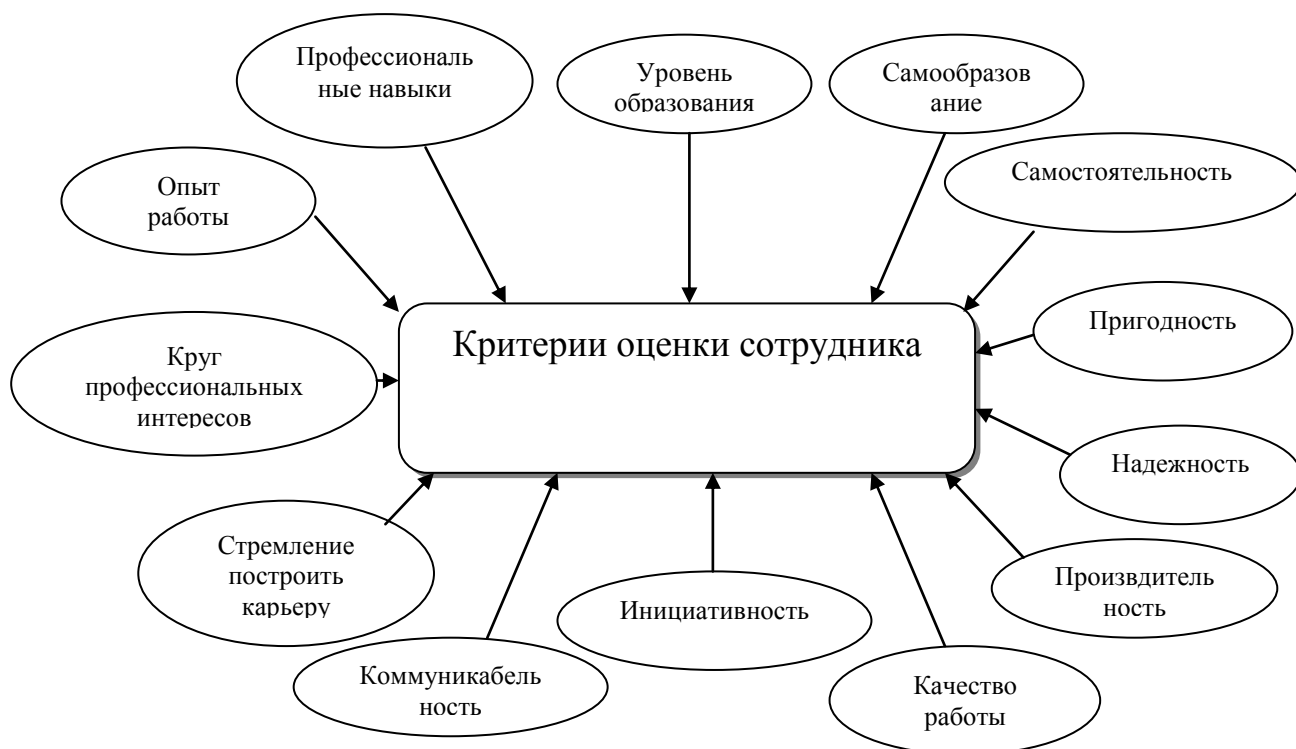 Профессиональ
ные навыки
Уровень
образования
Самообразов
ание
Самостоятельность
Опыт
работы
Критерии оценки сотрудника
Пригодность
Круг
профессиональных
интересов
Надежность
Стремление
построить
карьеру
Произвдитель
ность
Инициативность
Коммуникабель
ность
Качество
работы